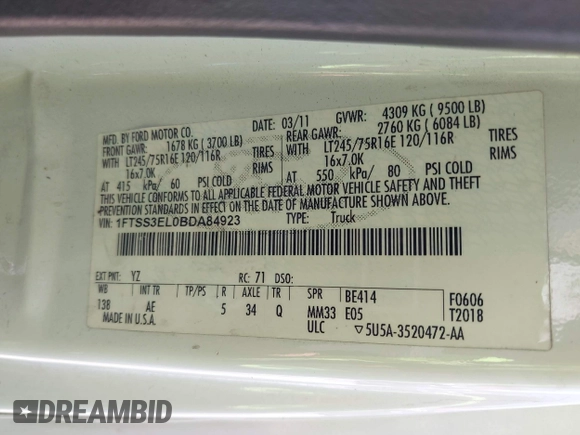 MFD. BY FORD MOTOR CO.
DATE: 03/11 GVWR: 4309 KG ( 9500 LB)
FRONT GAWR: 1678 KG ( 3700 LB) REAR GAWR: 2760 KG ( 6084 LB)
WITH LT245/75R16E 120/116R TIRES WITH LT245/75R16E 120/116R TIRES
16x7.0K RIMS 16x7.0K RIMS
AT 415 kPa/ 60 PSI COLD AT 550 kPa/ 80 PSI COLD
THIS VEHICLE CONFORMS TO ALL APPLICABLE FEDERAL MOTOR VEHICLE SAFETY AND THEFT
PREVENTION STANDARDS IN EFFECT ON THE DATE OF MANUFACTURE SHOWN ABOVE.
VIN: 1FTSS3EL0BDA84923 TYPE: Truck
EXT PNT: YZ RC: 71 DSO:
WB INT TR TP/PS R AXLE TR SPR BE414 F0606
138 AE 5 34 Q MM33 E05 T2018
MADE IN U.S.A. ULC ▽5U5A-3520472-AA
DREAMBID